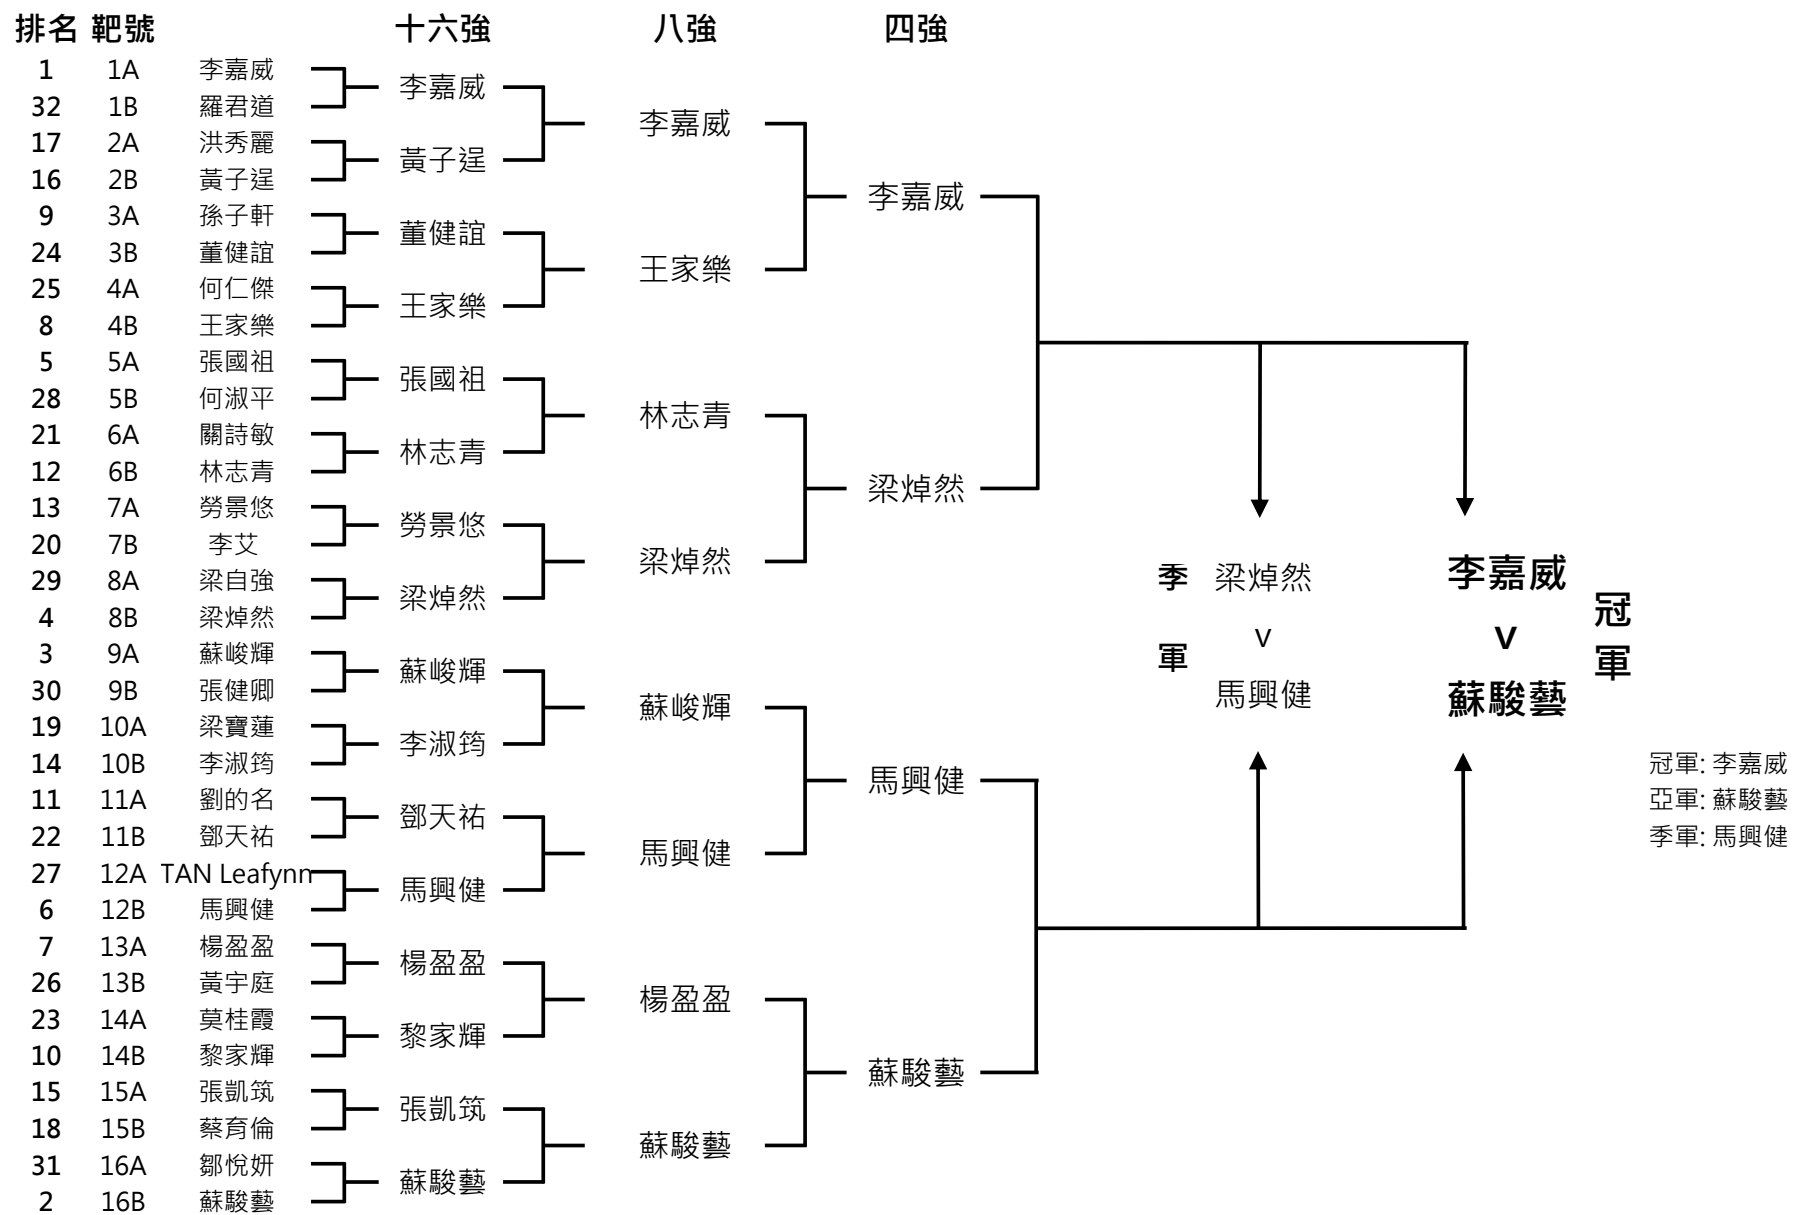 排名 靶號 十六強 八強 四強
1 1A 李嘉威
李嘉威
32 1B 羅君道
李嘉威
17 2A 洪秀麗
黃子逞
16 2B 黃子逞
李嘉威
9 3A 孫子軒
董健誼
24 3B 董健誼
王家樂
25 4A 何仁傑
王家樂
8 4B 王家樂
5 5A 張國祖
張國祖
28 5B 何淑平
林志青
21 6A 關詩敏
林志青
12 6B 林志青
梁焯然
13 7A 勞景悠
勞景悠
20 7B 李艾
梁焯然
29 8A 梁自強
梁焯然
4 8B 梁焯然
3 9A 蘇峻輝
蘇峻輝
30 9B 張健卿
蘇峻輝
19 10A 梁寶蓮
李淑筠
14 10B 李淑筠
馬興健
11 11A 劉的名
鄧天祐
22 11B 鄧天祐
馬興健
27 12A TAN Leafynn
馬興健
6 12B 馬興健
7 13A 楊盈盈
楊盈盈
26 13B 黃宇庭
楊盈盈
23 14A 莫桂霞
黎家輝
10 14B 黎家輝
蘇駿藝
15 15A 張凱筑
張凱筑
18 15B 蔡育倫
蘇駿藝
31 16A 鄒悅妍
蘇駿藝
2 16B 蘇駿藝
季軍
梁焯然
v
馬興健
李嘉威
v
蘇駿藝
冠軍
冠軍: 李嘉威
亞軍: 蘇駿藝
季軍: 馬興健